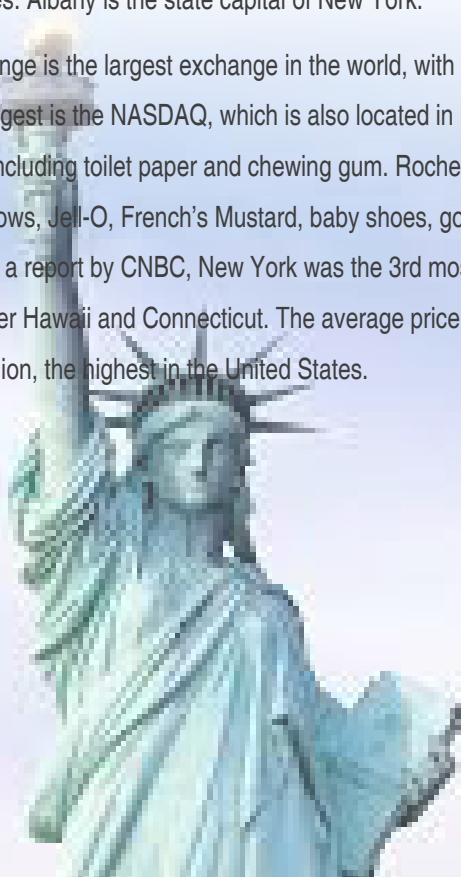 es. Albany is the state capital of New York.
nge is the largest exchange in the world, with
gest is the NASDAQ, which is also located in
ncluding toilet paper and chewing gum. Roche
ows, Jell-O, French's Mustard, baby shoes, go
a report by CNBC, New York was the 3rd mos
er Hawaii and Connecticut. The average price
ion, the highest in the United States.